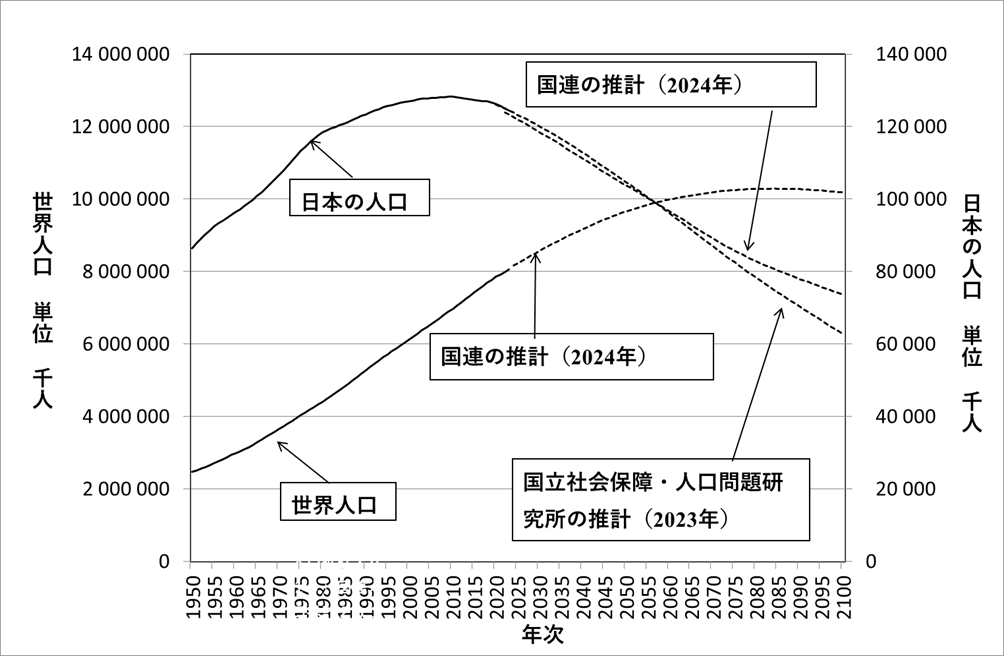 14 000 000
12 000 000
10 000 000
8 000 000
6 000 000
4 000 000
2 000 000
0
世界人口 単位 千人
140 000
120 000
100 000
80 000
60 000
40 000
20 000
0
日本の人口 単位 千人
国連の推計（2024年）
日本の人口
国連の推計（2024年）
世界人口
国立社会保障・人口問題研
究所の推計（2023年）
1950 1955 1960 1965 1970 1975 1980 1985 1990 1995 2000 2005 2010 2015 2020 2025 2030 2035 2040 2045 2050 2055 2060 2065 2070 2075 2080 2085 2090 2095 2100
年次